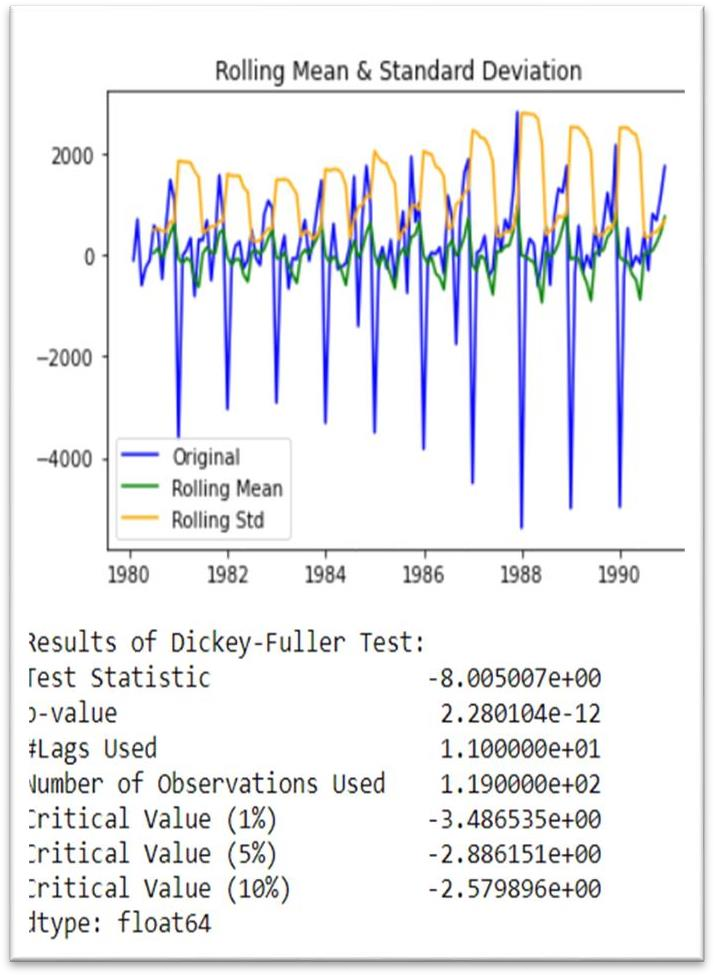 Rolling Mean & Standard Deviation
2000
0
−2000
−4000
Original
Rolling Mean
Rolling Std
1980 1982 1984 1986 1988 1990
Results of Dickey-Fuller Test:
Test Statistic -8.005007e+00
p-value 2.280104e-12
#Lags Used 1.100000e+01
Number of Observations Used 1.190000e+02
Critical Value (1%) -3.486535e+00
Critical Value (5%) -2.886151e+00
Critical Value (10%) -2.579896e+00
dtype: float64